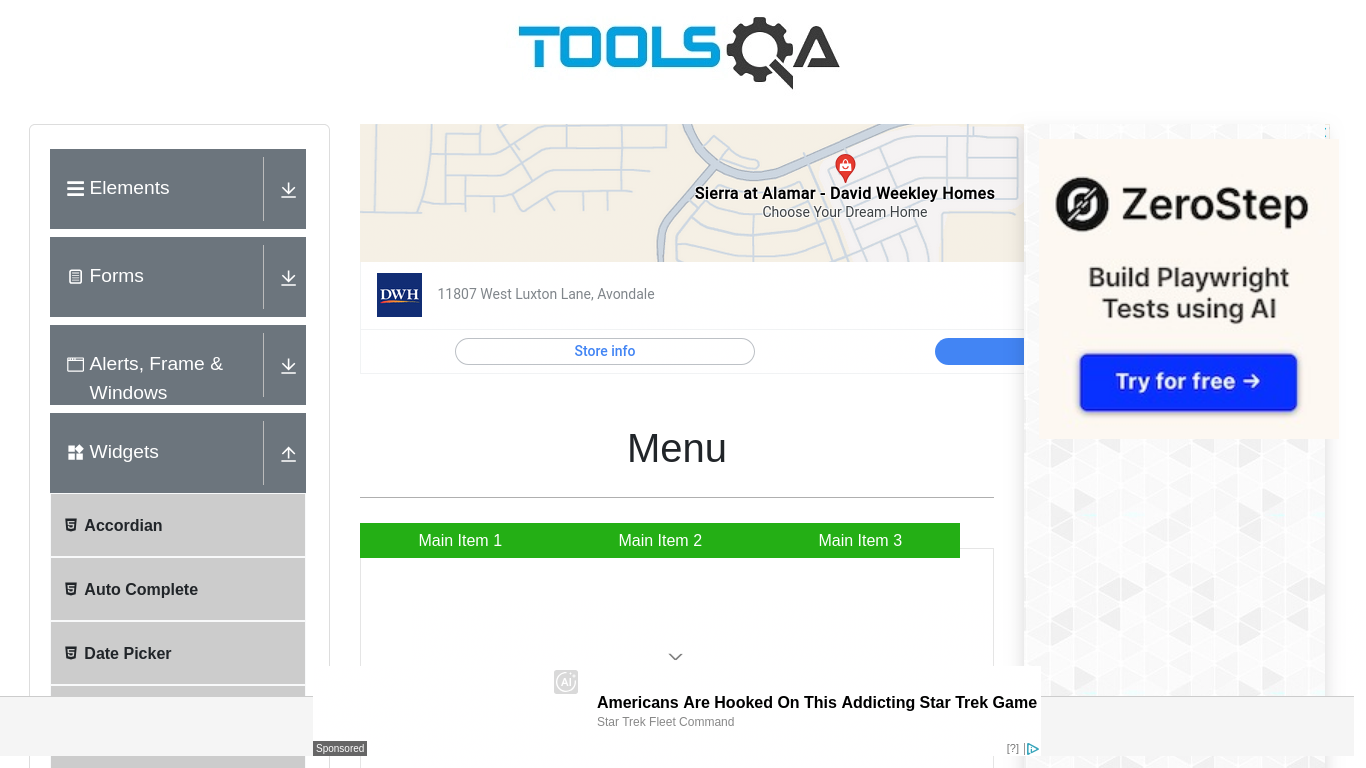 TOOLSQA
Elements
Forms
Alerts, Frame &
Windows
Widgets
Accordian
Auto Complete
Date Picker
Sierra at Alamar - David Weekley Homes
Choose Your Dream Home
DWH
11807 West Luxton Lane, Avondale
Store info
Menu
Main Item 1
Main Item 2
Main Item 3
ZeroStep
Build Playwright
Tests using AI
Try for free →
Ai
Americans Are Hooked On This Addicting Star Trek Game
Star Trek Fleet Command
Sponsored
[?]